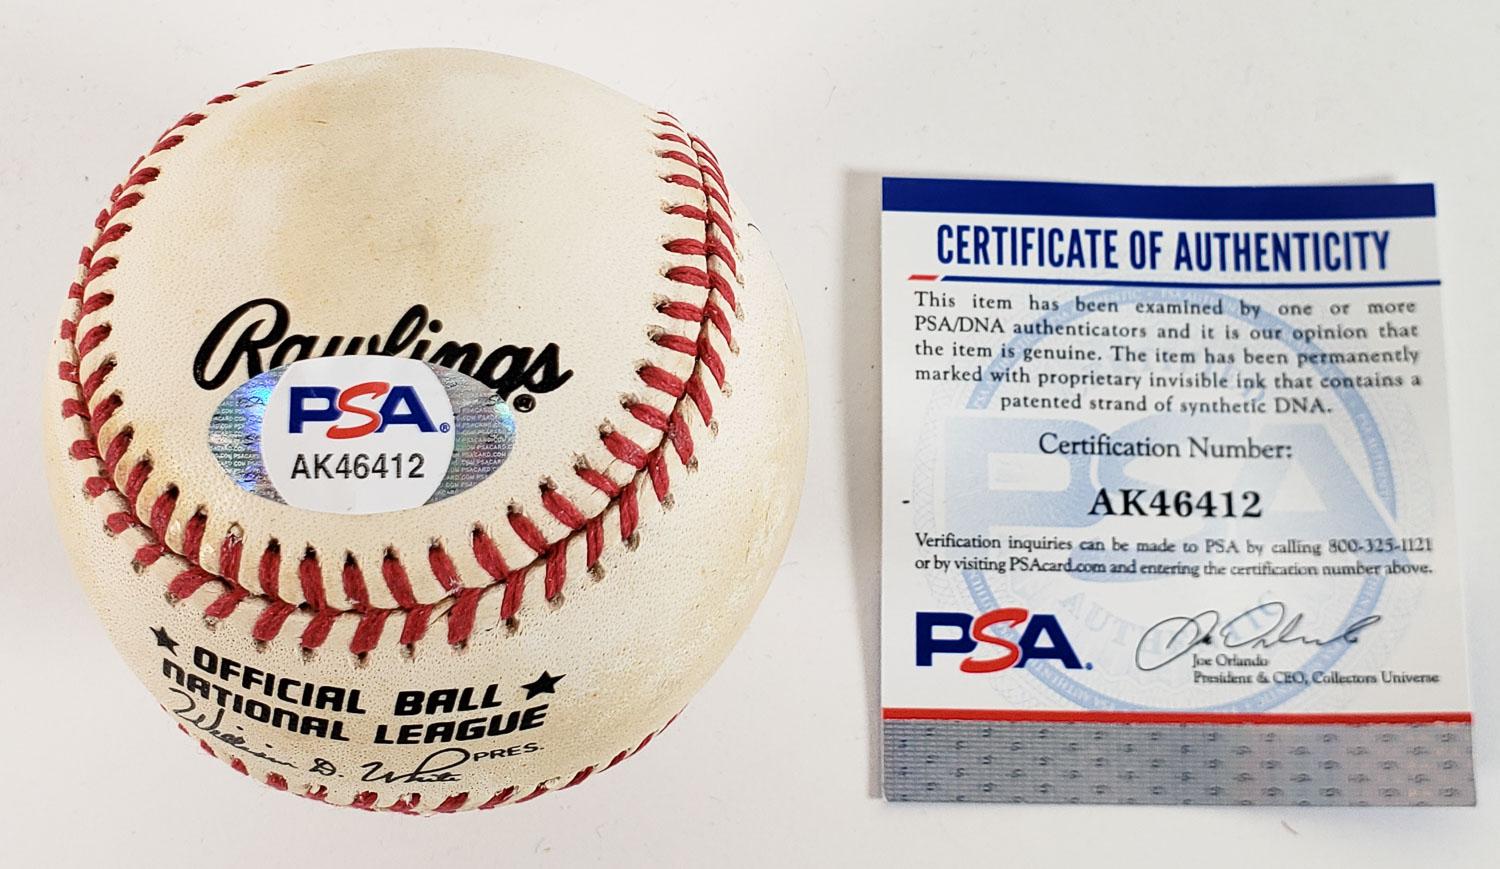 Rawlings
®
PSA®
AK46412
★ OFFICIAL BALL ★
NATIONAL LEAGUE
William D. White PRES.
CERTIFICATE OF AUTHENTICITY
This item has been examined by one or more
PSA/DNA authenticators and it is our opinion that
the item is genuine. The item has been permanently
marked with proprietary invisible ink that contains a
patented strand of synthetic DNA.
Certification Number:
AK46412
Verification inquiries can be made to PSA by calling 800-325-1121
or by visiting PSAcard.com and entering the certification number above.
PSA.
Joe Orlando
Joe Orlando
President & CEO, Collectors Universe